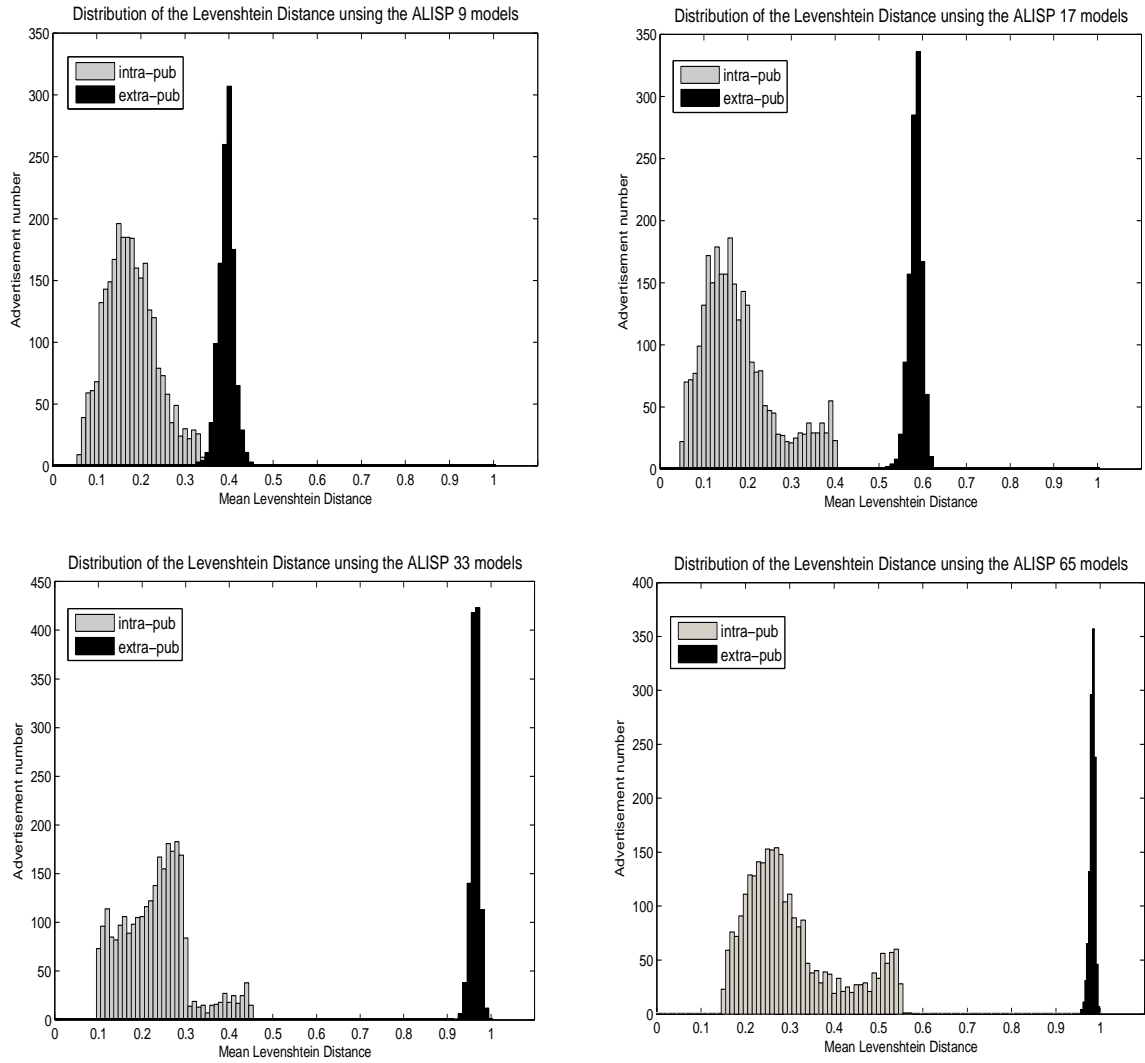 Distribution of the Levenshtein Distance unsing the ALISP 9 models
350
300
250
200
150
100
50
0
Advertisement number
intra−pub
extra−pub
0 0.1 0.2 0.3 0.4 0.5 0.6 0.7 0.8 0.9 1
Mean Levenshtein Distance
Distribution of the Levenshtein Distance unsing the ALISP 17 models
350
300
250
200
150
100
50
0
Advertisement number
intra−pub
extra−pub
0 0.1 0.2 0.3 0.4 0.5 0.6 0.7 0.8 0.9 1
Mean Levenshtein Distance
Distribution of the Levenshtein Distance unsing the ALISP 33 models
450
400
350
300
250
200
150
100
50
0
Advertisement number
intra−pub
extra−pub
0 0.1 0.2 0.3 0.4 0.5 0.6 0.7 0.8 0.9 1
Mean Levenshtein Distance
Distribution of the Levenshtein Distance unsing the ALISP 65 models
400
350
300
250
200
150
100
50
0
Advertisement number
intra−pub
extra−pub
0 0.1 0.2 0.3 0.4 0.5 0.6 0.7 0.8 0.9 1
Mean Levenshtein Distance